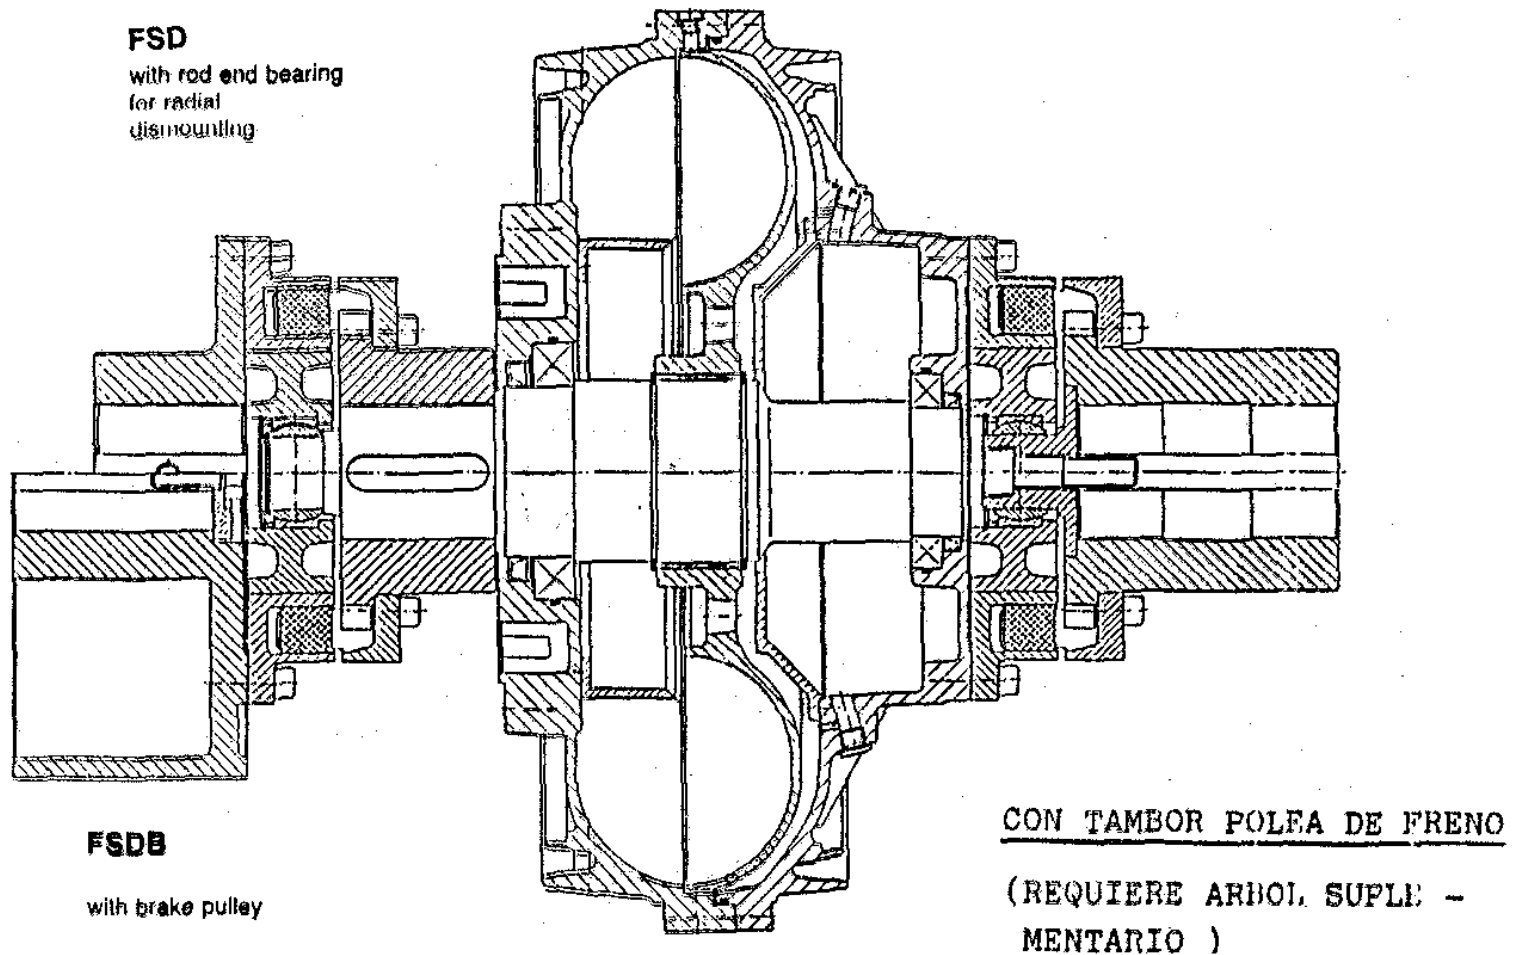 FSD
with rod end bearing
for radial
dismounting
FSDB
with brake pulley
CON TAMBOR POLEA DE FRENO
(REQUIERE ARBOL SUPLE -
MENTARIO )